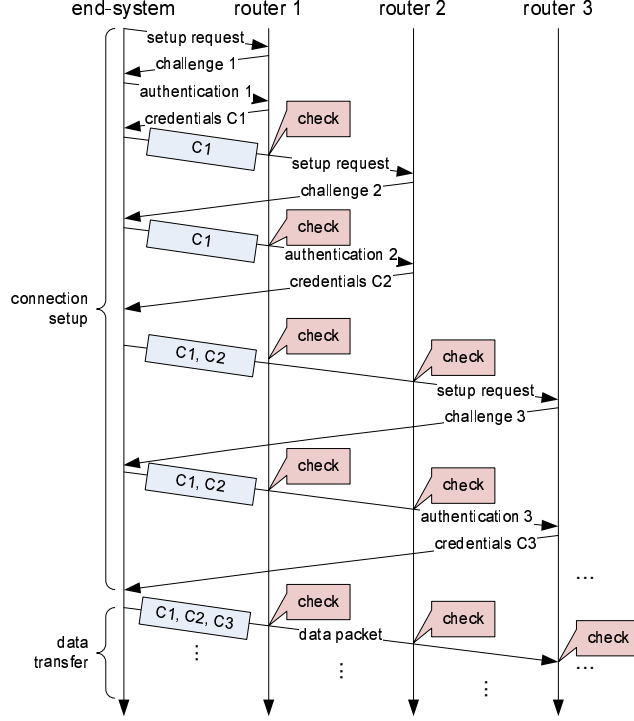 end-system router 1 router 2 router 3
setup request
challenge 1
authentication 1
credentials C1
check
C1
setup request
challenge 2
check
C1
authentication 2
credentials C2
connection
setup
check
C1, C2
check
setup request
challenge 3
check
C1, C2
check
authentication 3
credentials C3
...
check
C1, C2, C3
check
data packet
check
data
transfer
...
...
...
...